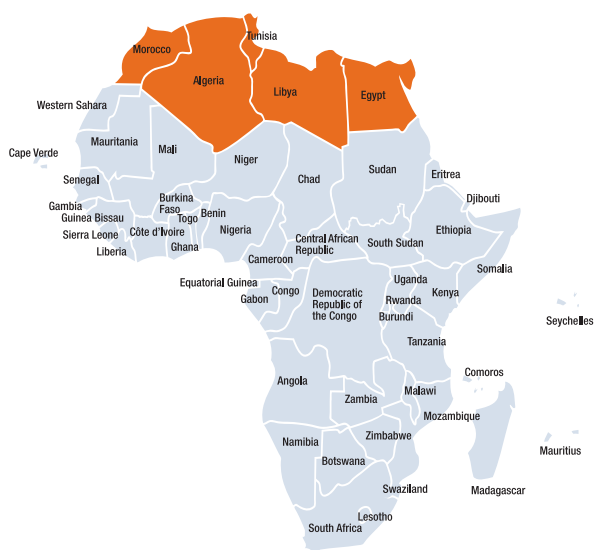 Tunisia
Morocco
Algeria
Libya
Egypt
Western Sahara
Mauritania
Mali
Cape Verde
Niger
Chad
Sudan
Eritrea
Senegal
Djibouti
Gambia
Burkina
Faso
Benin
Guinea Bissau
Togo
Sierra Leone
Côte d'Ivoire
Ghana
Nigeria
Liberia
Central African
Republic
South Sudan
Ethiopia
Cameroon
Somalia
Equatorial Guinea
Gabon
Congo
Democratic
Republic of
the Congo
Uganda
Rwanda
Kenya
Burundi
Seychelles
Tanzania
Comoros
Angola
Malawi
Zambia
Mozambique
Zimbabwe
Namibia
Botswana
Mauritius
Swaziland
Madagascar
Lesotho
South Africa